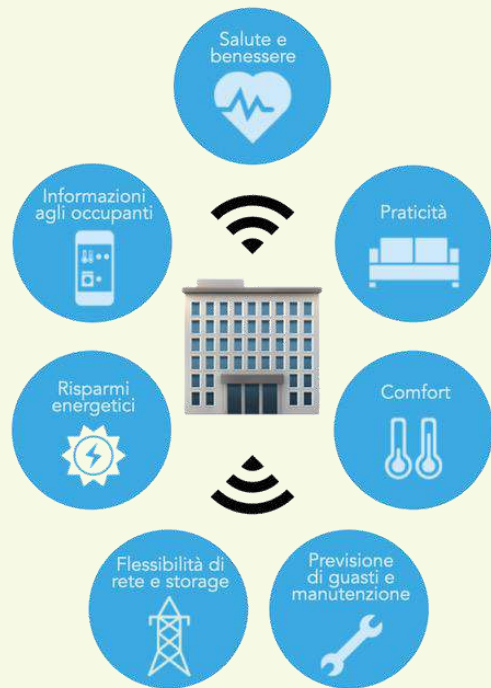 Salute e
benessere
Informazioni
agli occupanti
Praticità
Risparmi
energetici
Comfort
Flessibilità di
rete e storage
Previsione
di guasti e
manutenzione